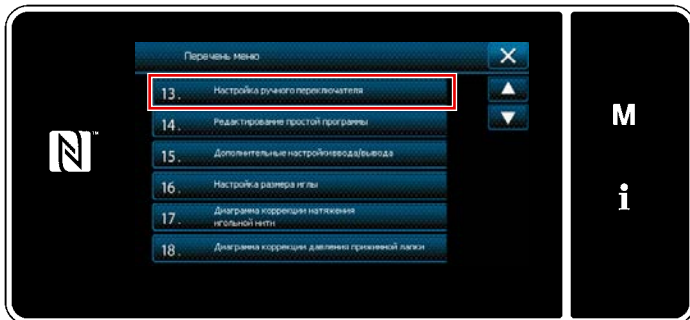 Перечень меню
13. Настройка ручного переключателя
14. Редактирование простой программы
15. Дополнительные настройки ввода/вывода
16. Настройка размера иглы
17. Диаграмма коррекции натяжения
игольной нити
18. Диаграмма коррекции давления прижимной лапки
M
i